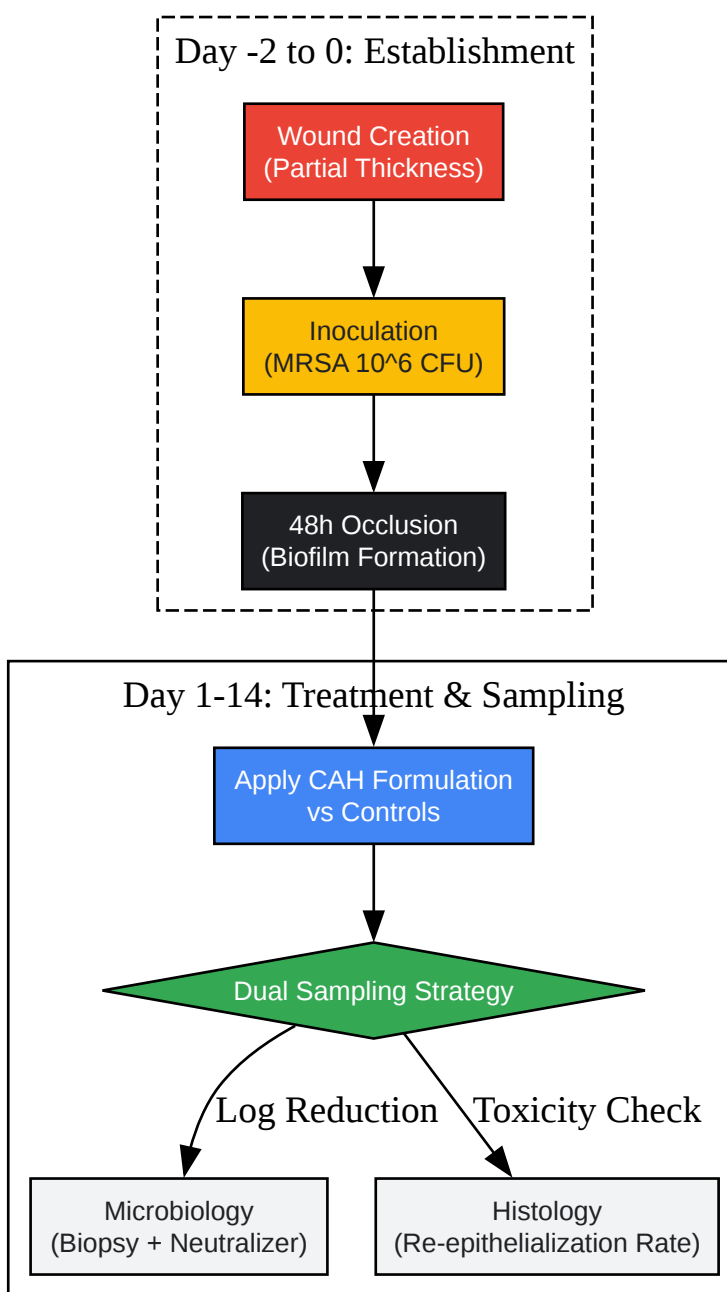 Day -2 to 0: Establishment
Wound Creation
(Partial Thickness)
Inoculation
(MRSA 10^6 CFU)
48h Occlusion
(Biofilm Formation)
Day 1-14: Treatment & Sampling
Apply CAH Formulation
vs Controls
Dual Sampling Strategy
Log Reduction
Toxicity Check
Microbiology
(Biopsy + Neutralizer)
Histology
(Re-epithelialization Rate)